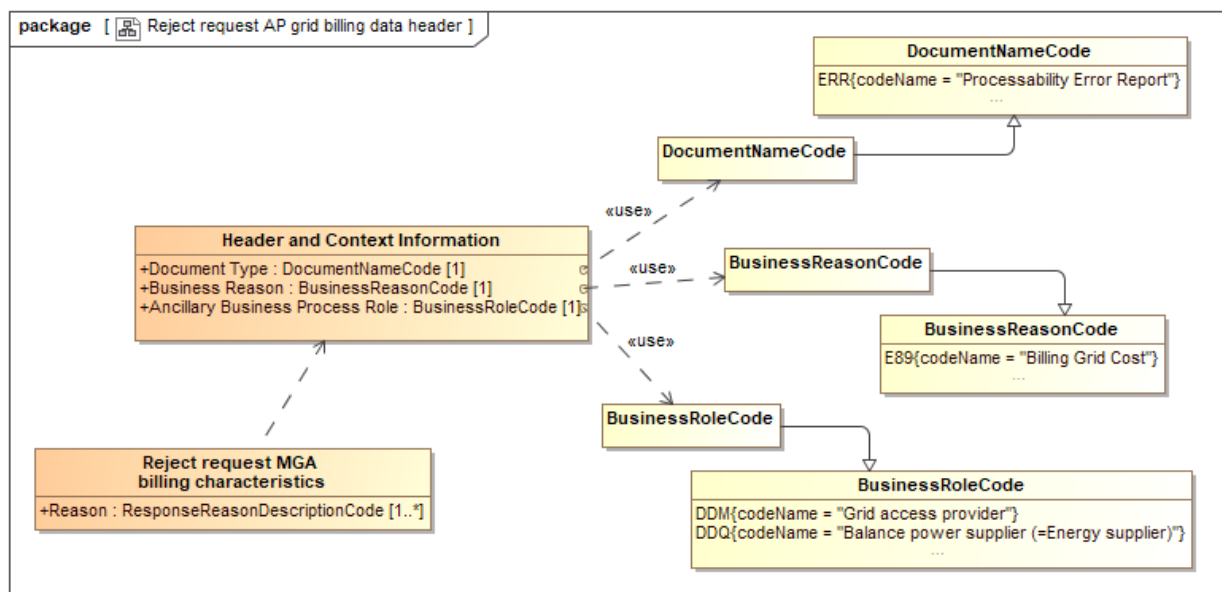 package [ Reject request AP grid billing data header ]
DocumentNameCode
ERR{codeName = "Processability Error Report"}
...
DocumentNameCode
«use»
Header and Context Information
+Document Type : DocumentNameCode [1]
+Business Reason : BusinessReasonCode [1]
+Ancillary Business Process Role : BusinessRoleCode [1]
«use»
BusinessReasonCode
BusinessReasonCode
E89{codeName = "Billing Grid Cost"}
...
«use»
BusinessRoleCode
Reject request MGA
billing characteristics
+Reason : ResponseReasonDescriptionCode [1..*]
BusinessRoleCode
DDM{codeName = "Grid access provider"}
DDQ{codeName = "Balance power supplier (=Energy supplier)"}
...